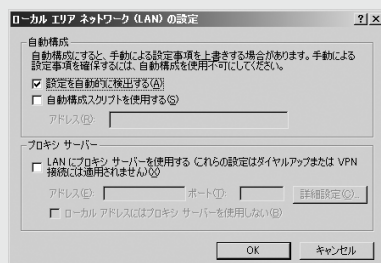 ローカル エリア ネットワーク (LAN) の設定
自動構成
自動構成にすると、手動による設定事項を上書きする場合があります。手動による
設定事項を確保するには、自動構成を使用不可にしてください。
設定を自動的に検出する(A)
自動構成スクリプトを使用する(S)
アドレス(R):
プロキシ サーバー
LAN にプロキシ サーバーを使用する (これらの設定はダイヤルアップまたは VPN
接続には適用されません)(X)
アドレス(E): ポート(T): 詳細設定(C)...
ローカル アドレスにはプロキシ サーバーを使用しない(B)
OK キャンセル